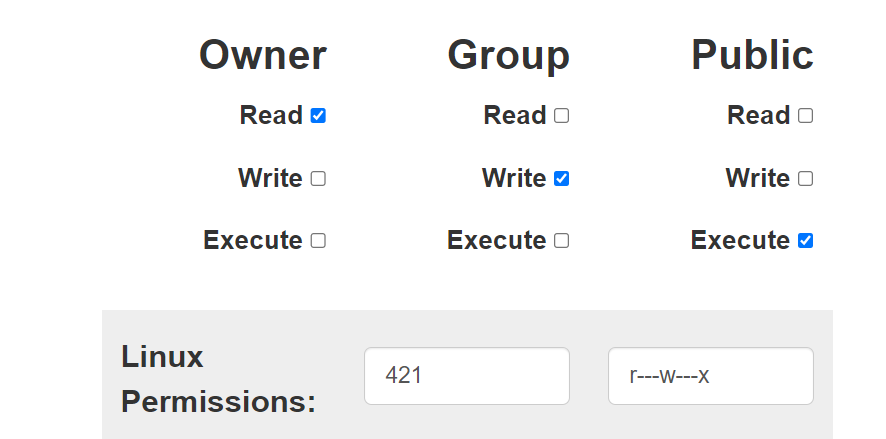 Owner Group Public
Read Read Read
Write Write Write
Execute Execute Execute
Linux
Permissions:
421
r---w---x